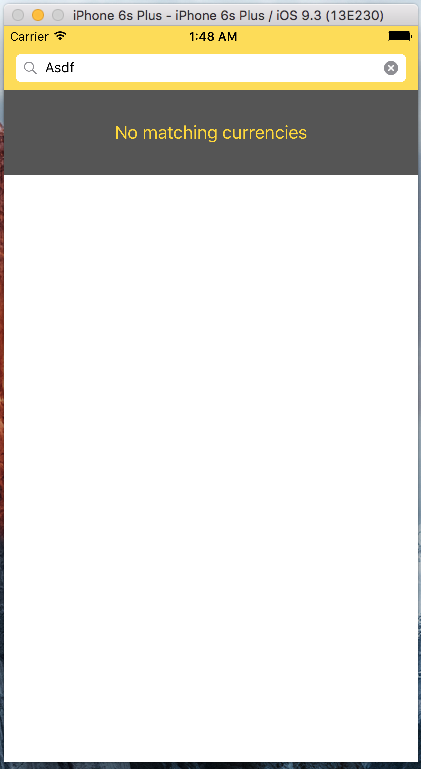 iPhone 6s Plus - iPhone 6s Plus / iOS 9.3 (13E230)
Carrier 1:48 AM
Asdf
No matching currencies